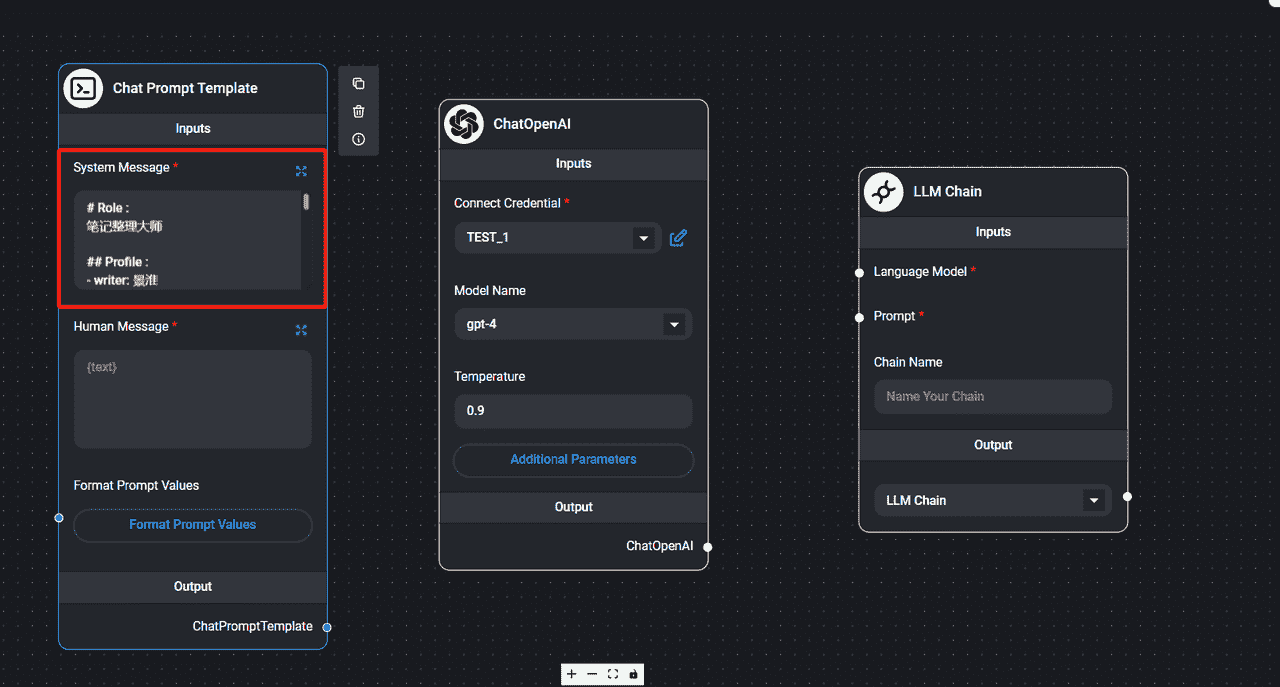 Chat Prompt Template
Inputs
System Message *
# Role :
笔记整理大师
## Profile :
- writer: 墨淮
Human Message *
{text}
Format Prompt Values
Format Prompt Values
Output
ChatPromptTemplate
ChatOpenAI
Inputs
Connect Credential *
TEST_1
Model Name
gpt-4
Temperature
0.9
Additional Parameters
Output
ChatOpenAI
LLM Chain
Inputs
Language Model *
Prompt *
Chain Name
Name Your Chain
Output
LLM Chain